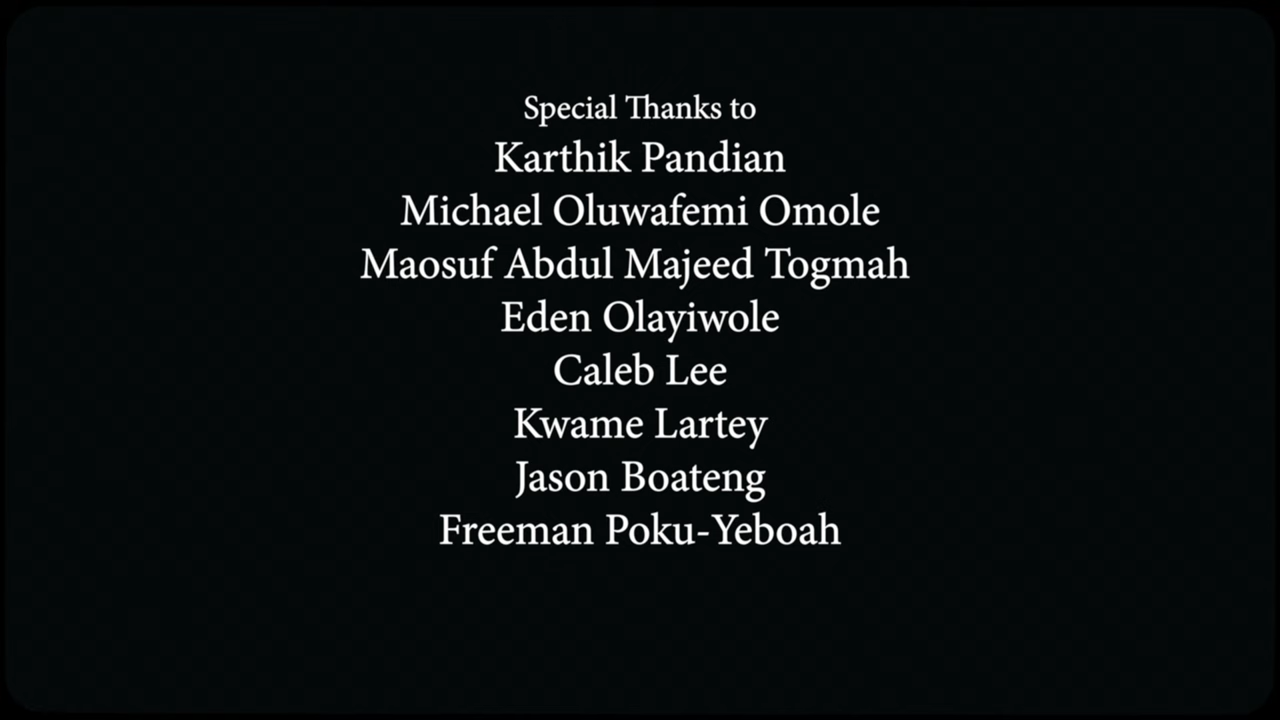 Special Thanks to
Karthik Pandian
Michael Oluwafemi Omole
Maosuf Abdul Majeed Togmah
Eden Olayiwole
Caleb Lee
Kwame Lartey
Jason Boateng
Freeman Poku-Yeboah